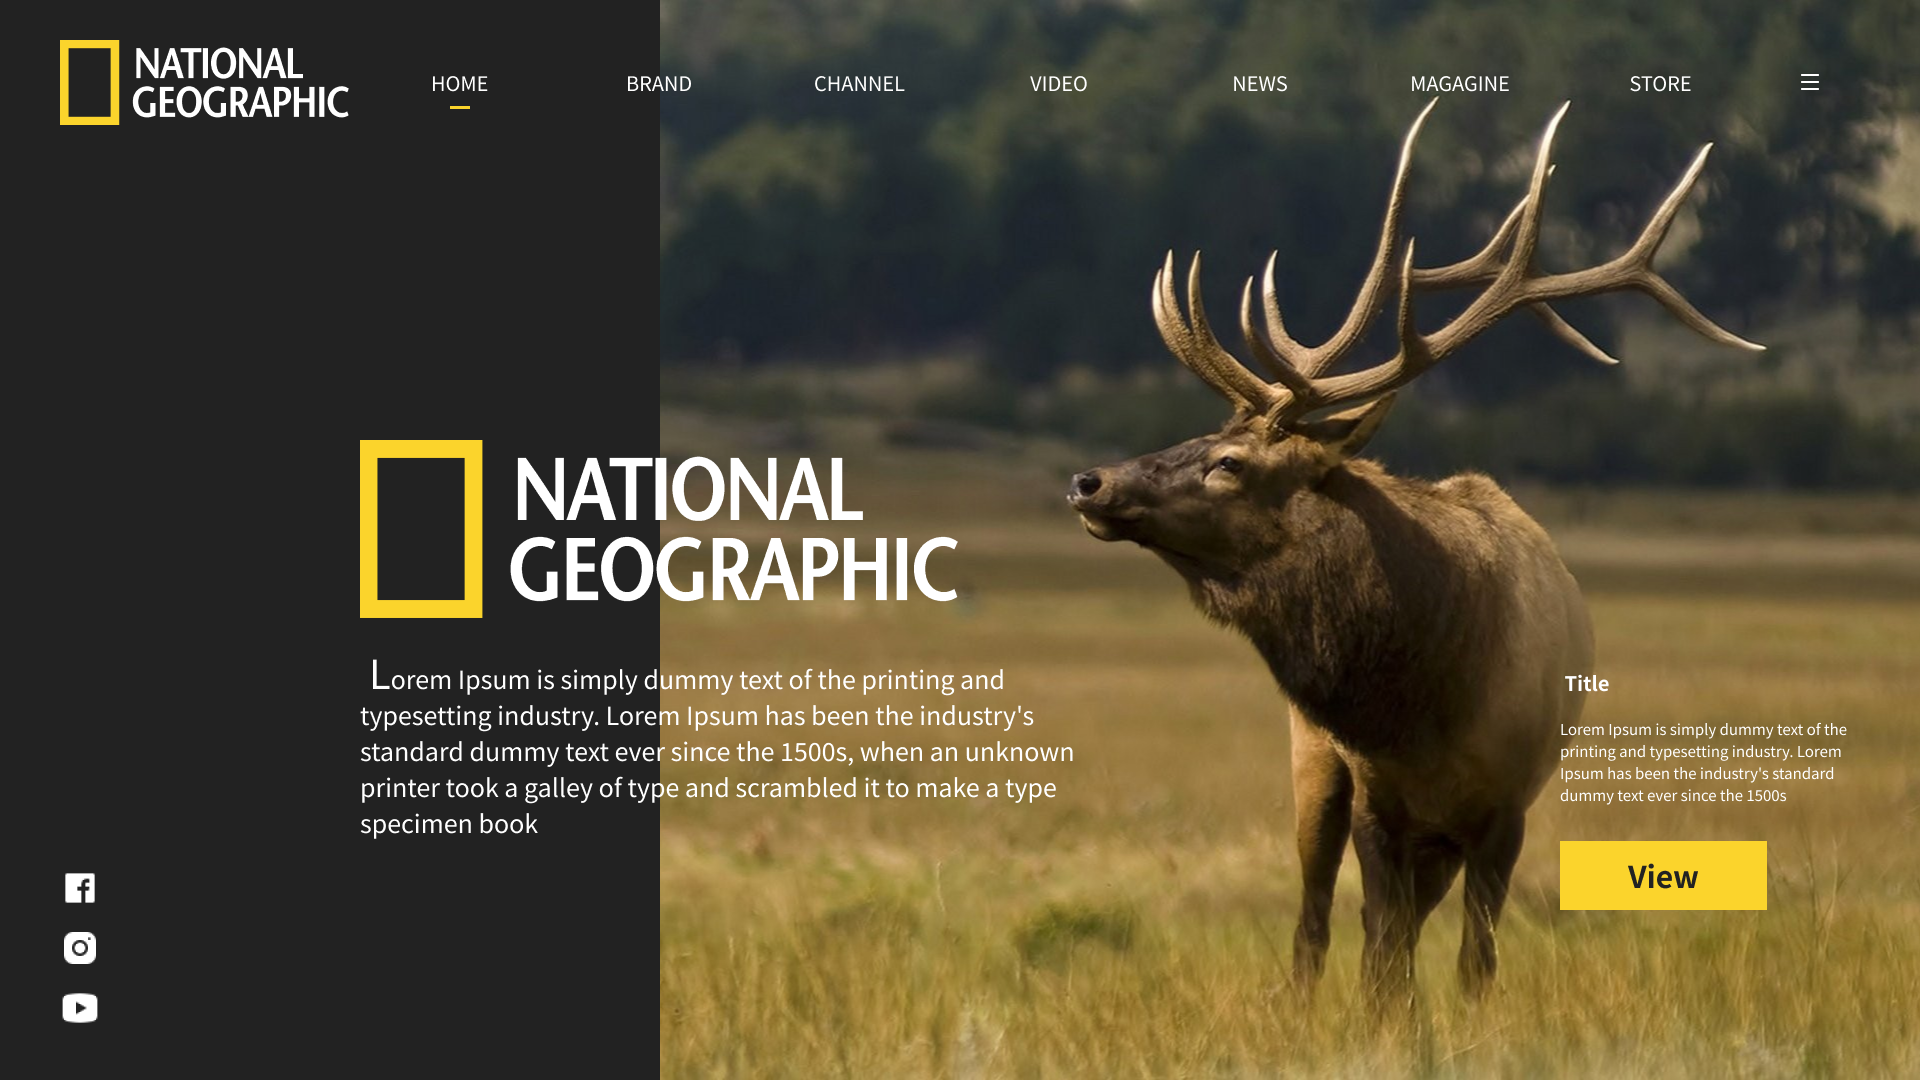 NATIONAL
GEOGRAPHIC
HOME
BRAND
CHANNEL
VIDEO
NEWS
MAGAGINE
STORE
NATIONAL
GEOGRAPHIC
Lorem Ipsum is simply dummy text of the printing and
typesetting industry. Lorem Ipsum has been the industry's
standard dummy text ever since the 1500s, when an unknown
printer took a galley of type and scrambled it to make a type
specimen book
Title
Lorem Ipsum is simply dummy text of the
printing and typesetting industry. Lorem
Ipsum has been the industry's standard
dummy text ever since the 1500s
View